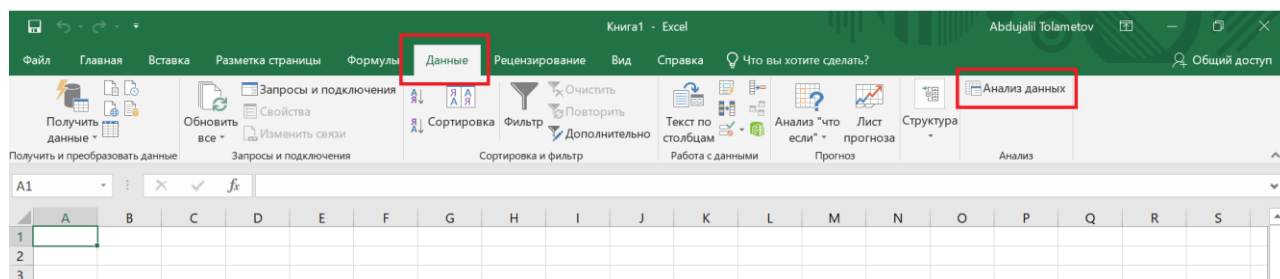 Книга1 - Excel
Abdujalil Tolametov
Файл Главная Вставка Разметка страницы Формулы Данные Рецензирование Вид Справка Что вы хотите сделать? Общий доступ
Получить данные
Получить и преобразовать данные
Обновить все
Запросы и подключения
Свойства
Изменить связи
Запросы и подключения
Сортировка
Фильтр
Очистить
Повторить
Дополнительно
Сортировка и фильтр
Текст по столбцам
Работа с данными
Анализ "что если"
Лист прогноза
Прогноз
Структура
Анализ данных
Анализ
A1
fx
A B C D E F G H I J K L M N O P Q R S
1
2
3